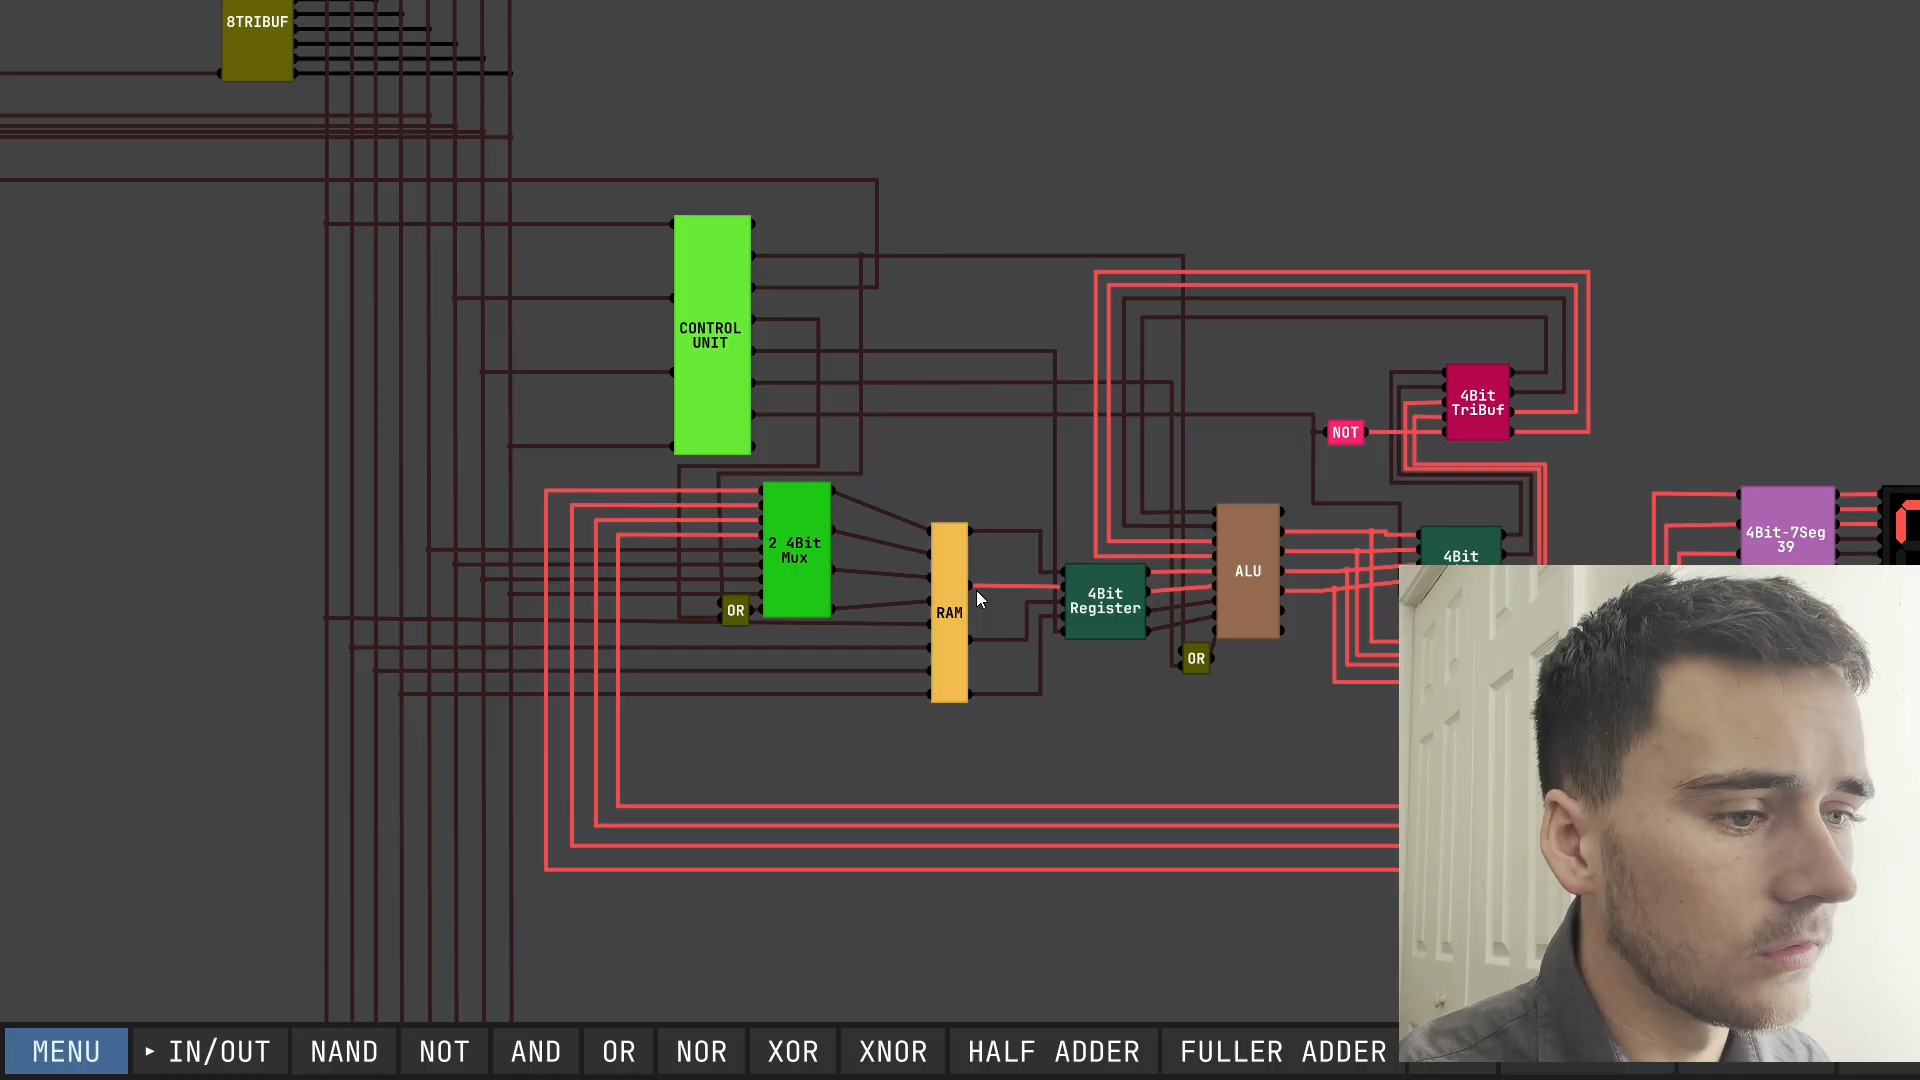 8TRIBUF
CONTROL
UNIT
4Bit
TriBuf
NOT
4Bit-7Seg
39
2 4Bit
Mux
4Bit
ALU
OR
RAM
4Bit
Register
OR
MENU
▸ IN/OUT
NAND
NOT
AND
OR
NOR
XOR
XNOR
HALF ADDER
FULLER ADDER